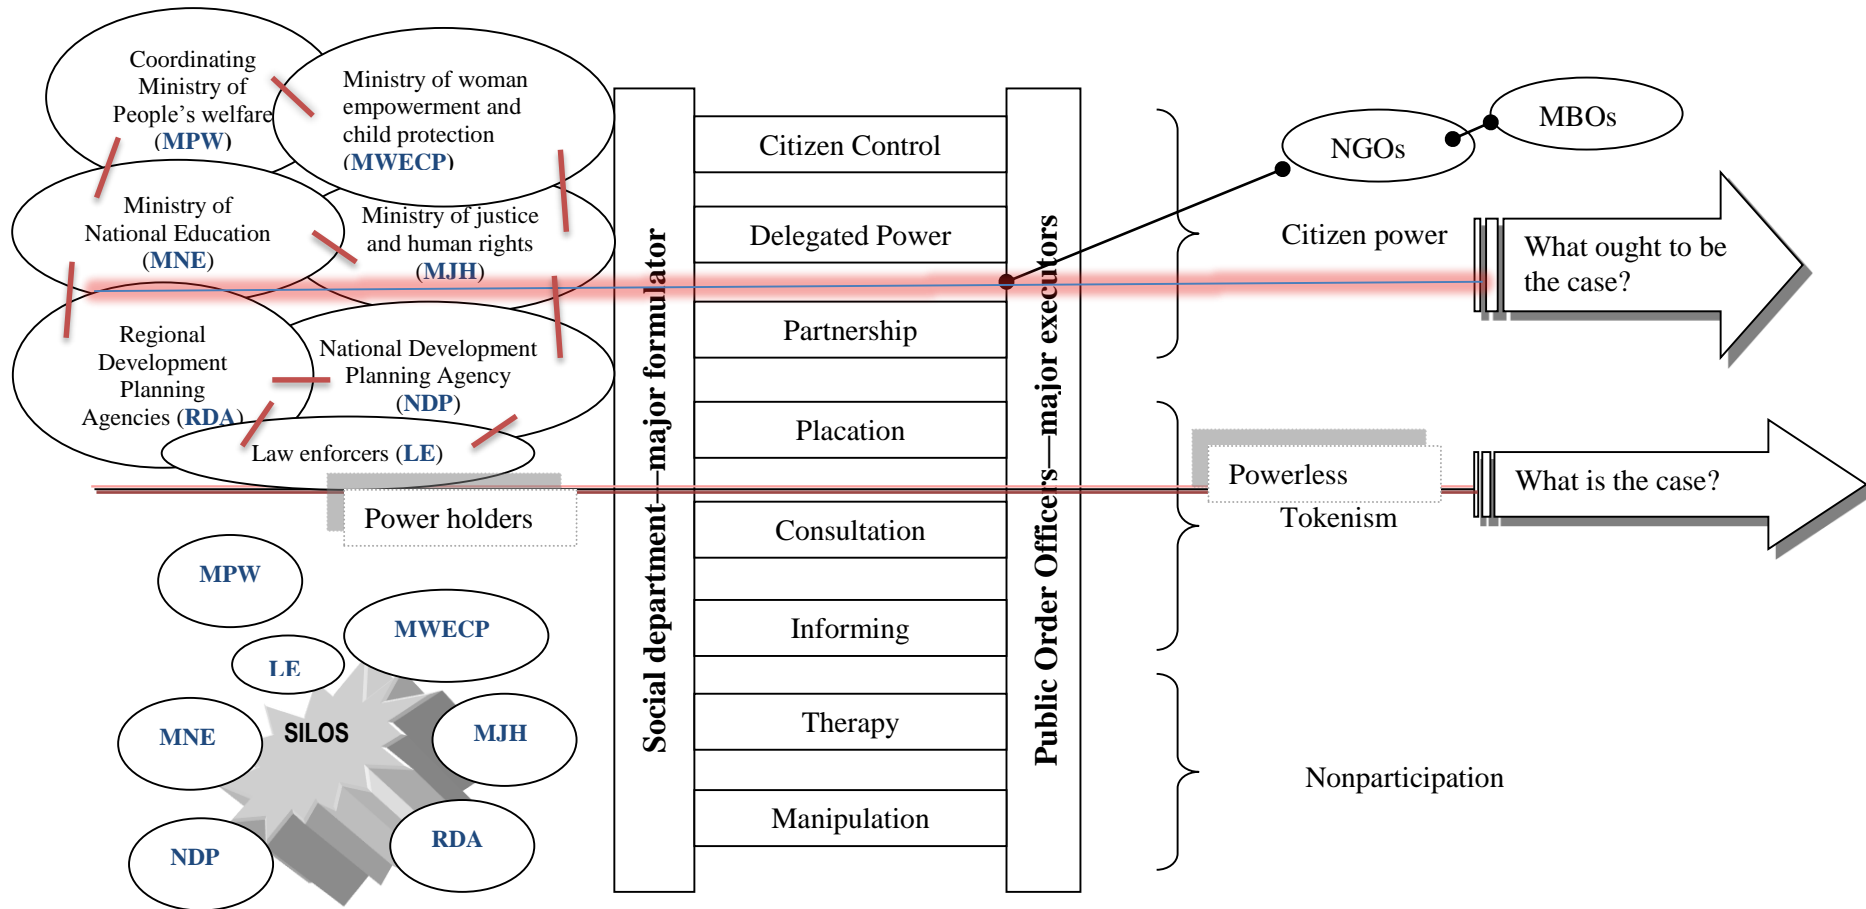 Coordinating
Ministry of
People’s welfare
(MPW)
Ministry of woman
empowerment and
child protection
(MWECP)
Ministry of
National Education
(MNE)
Ministry of justice
and human rights
(MJH)
Regional
Development
Planning
Agencies (RDA)
National Development
Planning Agency
(NDP)
Law enforcers (LE)
Power holders
MPW
MWECP
LE
MNE
SILOS
MJH
NDP
RDA
Social department—major formulator
Citizen Control
Delegated Power
Partnership
Placation
Consultation
Informing
Therapy
Manipulation
Public Order Officers—major executors
NGOs
MBOs
Citizen power
What ought to be
the case?
Powerless
Tokenism
What is the case?
Nonparticipation